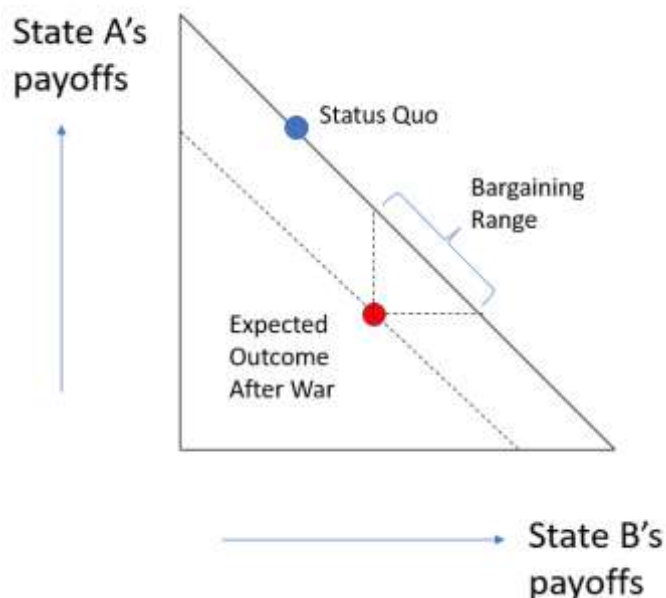 State A's
payoffs
Status Quo
Bargaining
Range
Expected
Outcome
After War
State B's
payoffs